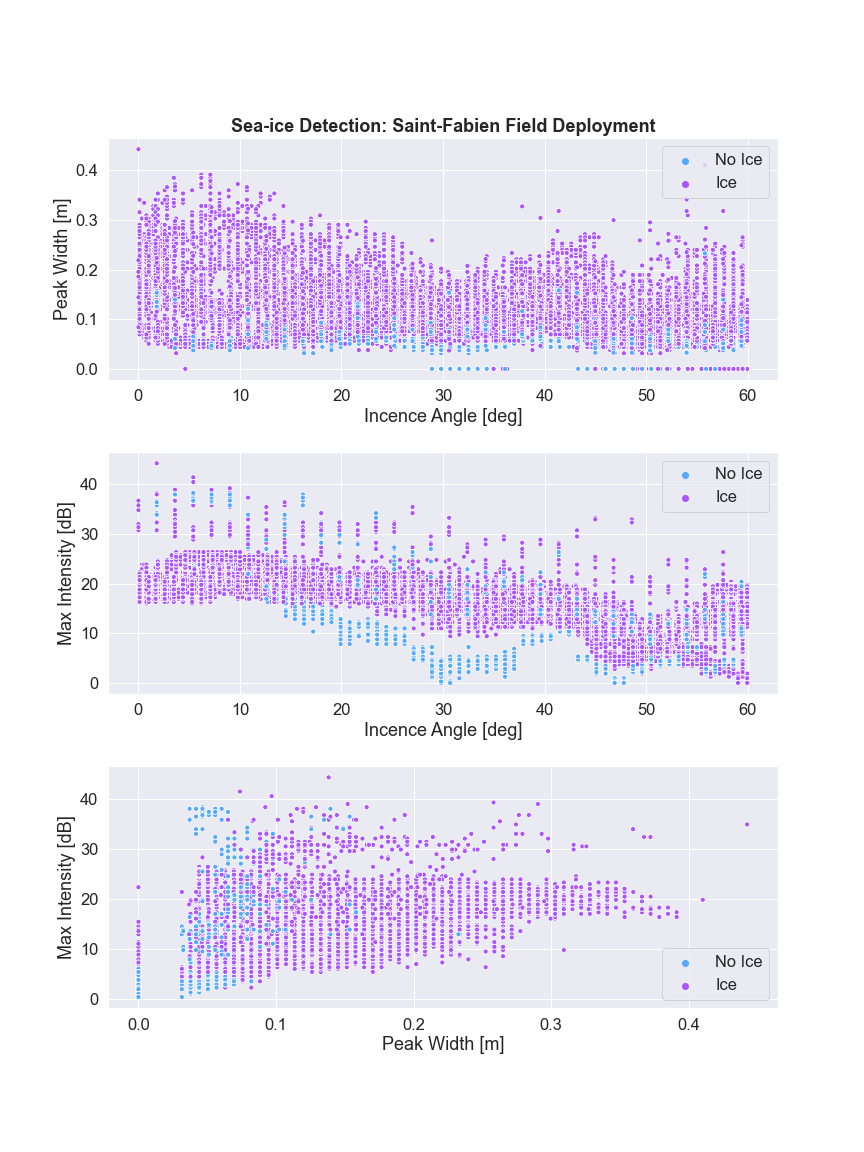 Sea-ice Detection: Saint-Fabien Field Deployment
No Ice
Ice
0.4
0.3
0.2
0.1
0.0
Peak Width [m]
0 10 20 30 40 50 60
Incence Angle [deg]
No Ice
Ice
40
30
20
10
0
Max Intensity [dB]
0 10 20 30 40 50 60
Incence Angle [deg]
40
30
20
10
0
Max Intensity [dB]
No Ice
Ice
0.0 0.1 0.2 0.3 0.4
Peak Width [m]